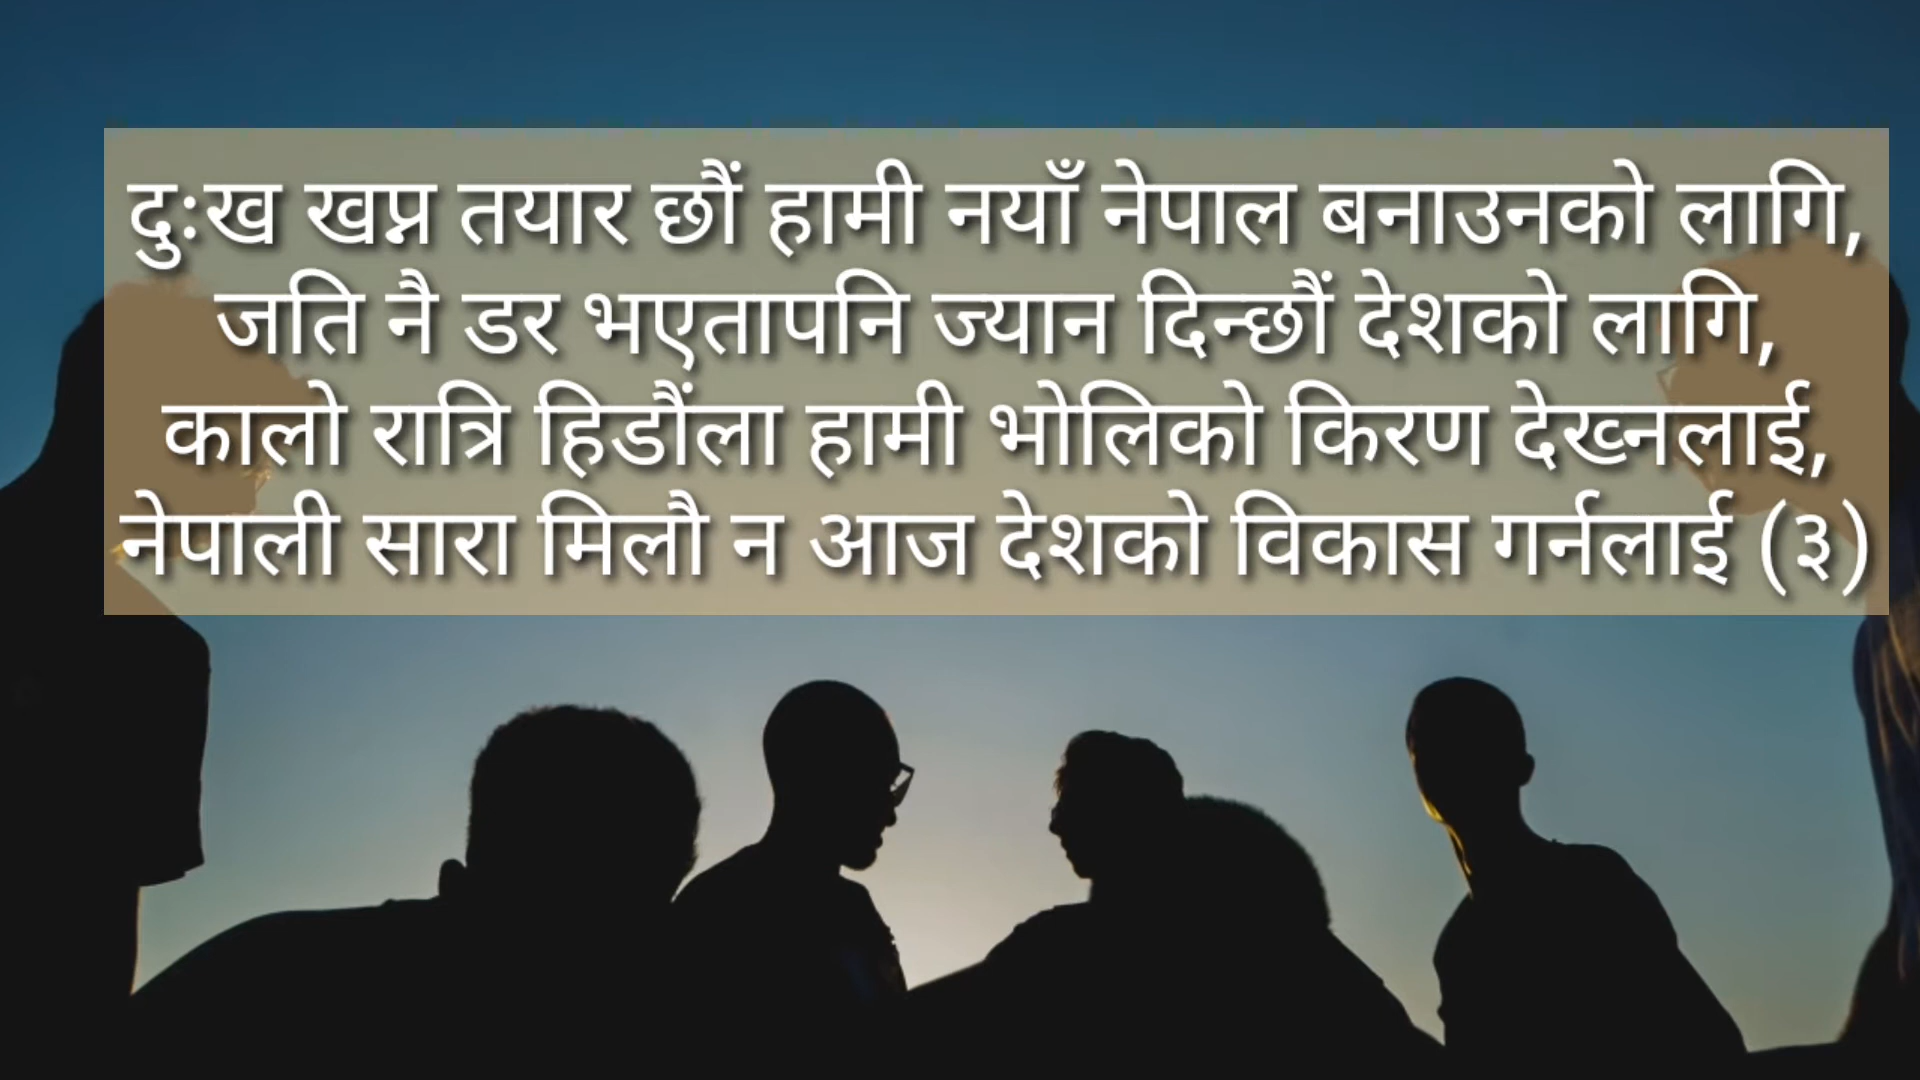 दुःख खप्न तयार छौं हामी नयाँ नेपाल बनाउनको लागि,
जति नै डर भएतापनि ज्यान दिन्छौं देशको लागि,
कालो रात्रि हिडौंला हामी भोलिको किरण देख्नलाई,
नेपाली सारा मिलौ न आज देशको विकास गर्नलाई (३)